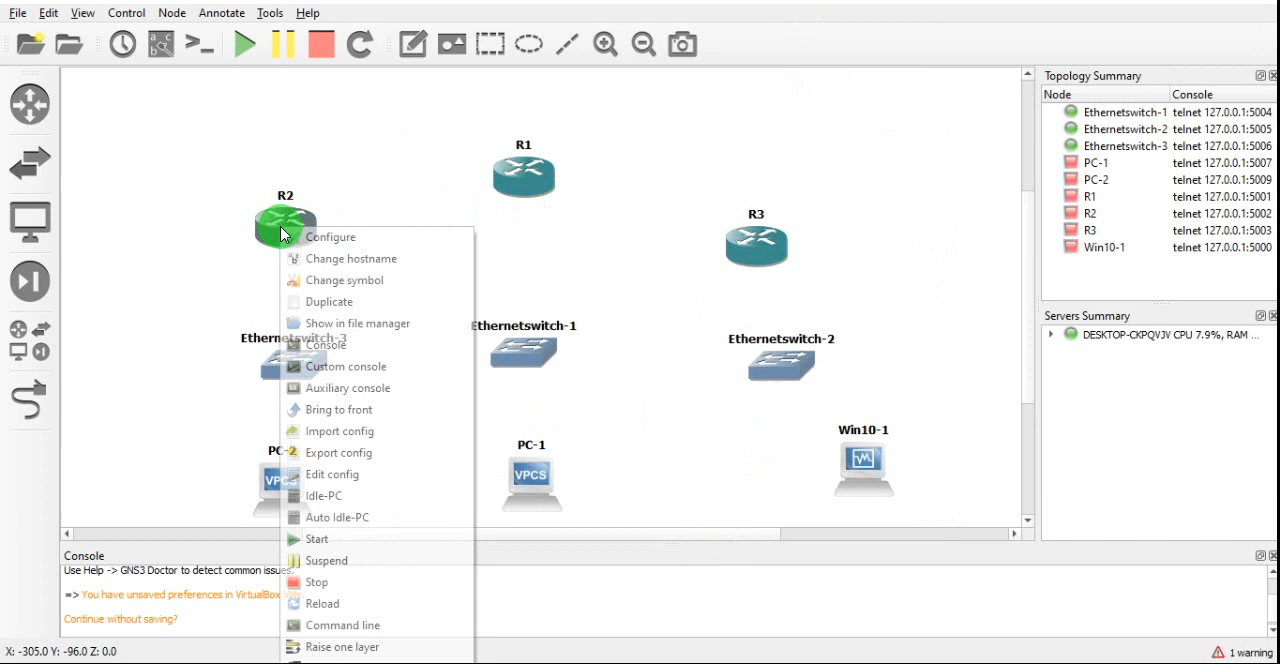 File Edit View Control Node Annotate Tools Help
R1
R2
R3
Ethernetswitch-3
Ethernetswitch-1
Ethernetswitch-2
PC-2
PC-1
Win10-1
VPCS
VPCS
Configure
Change hostname
Change symbol
Duplicate
Show in file manager
Console
Custom console
Auxiliary console
Bring to front
Import config
Export config
Edit config
Idle-PC
Auto Idle-PC
Start
Suspend
Stop
Reload
Command line
Raise one layer
Topology Summary
Node Console
Ethernetswitch-1 telnet 127.0.0.1:5004
Ethernetswitch-2 telnet 127.0.0.1:5005
Ethernetswitch-3 telnet 127.0.0.1:5006
PC-1 telnet 127.0.0.1:5007
PC-2 telnet 127.0.0.1:5009
R1 telnet 127.0.0.1:5001
R2 telnet 127.0.0.1:5002
R3 telnet 127.0.0.1:5003
Win10-1 telnet 127.0.0.1:5000
Servers Summary
DESKTOP-CKPQVJV CPU 7.9%, RAM ...
Console
Use Help -> GNS3 Doctor to detect common issues.
=> You have unsaved preferences in VirtualBox VMs.
Continue without saving?
X: -305.0 Y: -96.0 Z: 0.0
1 warning